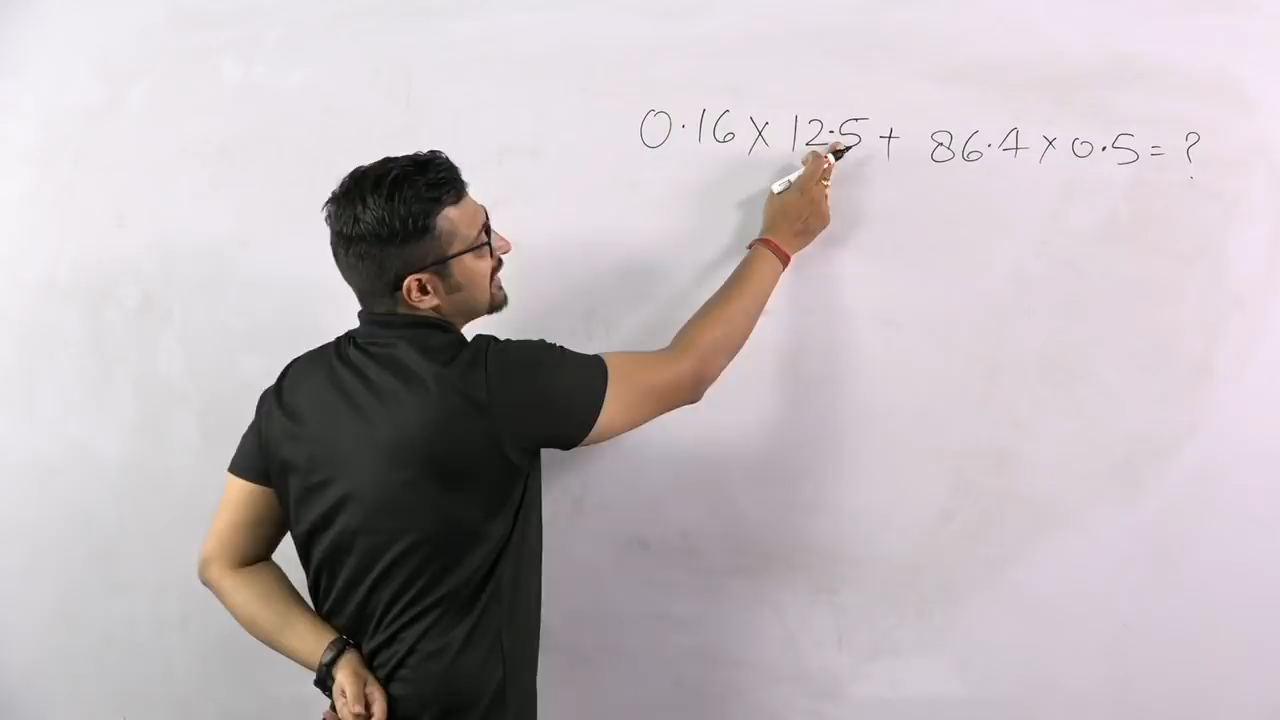 0.16 × 12.5 + 86.4 × 0.5 = ?